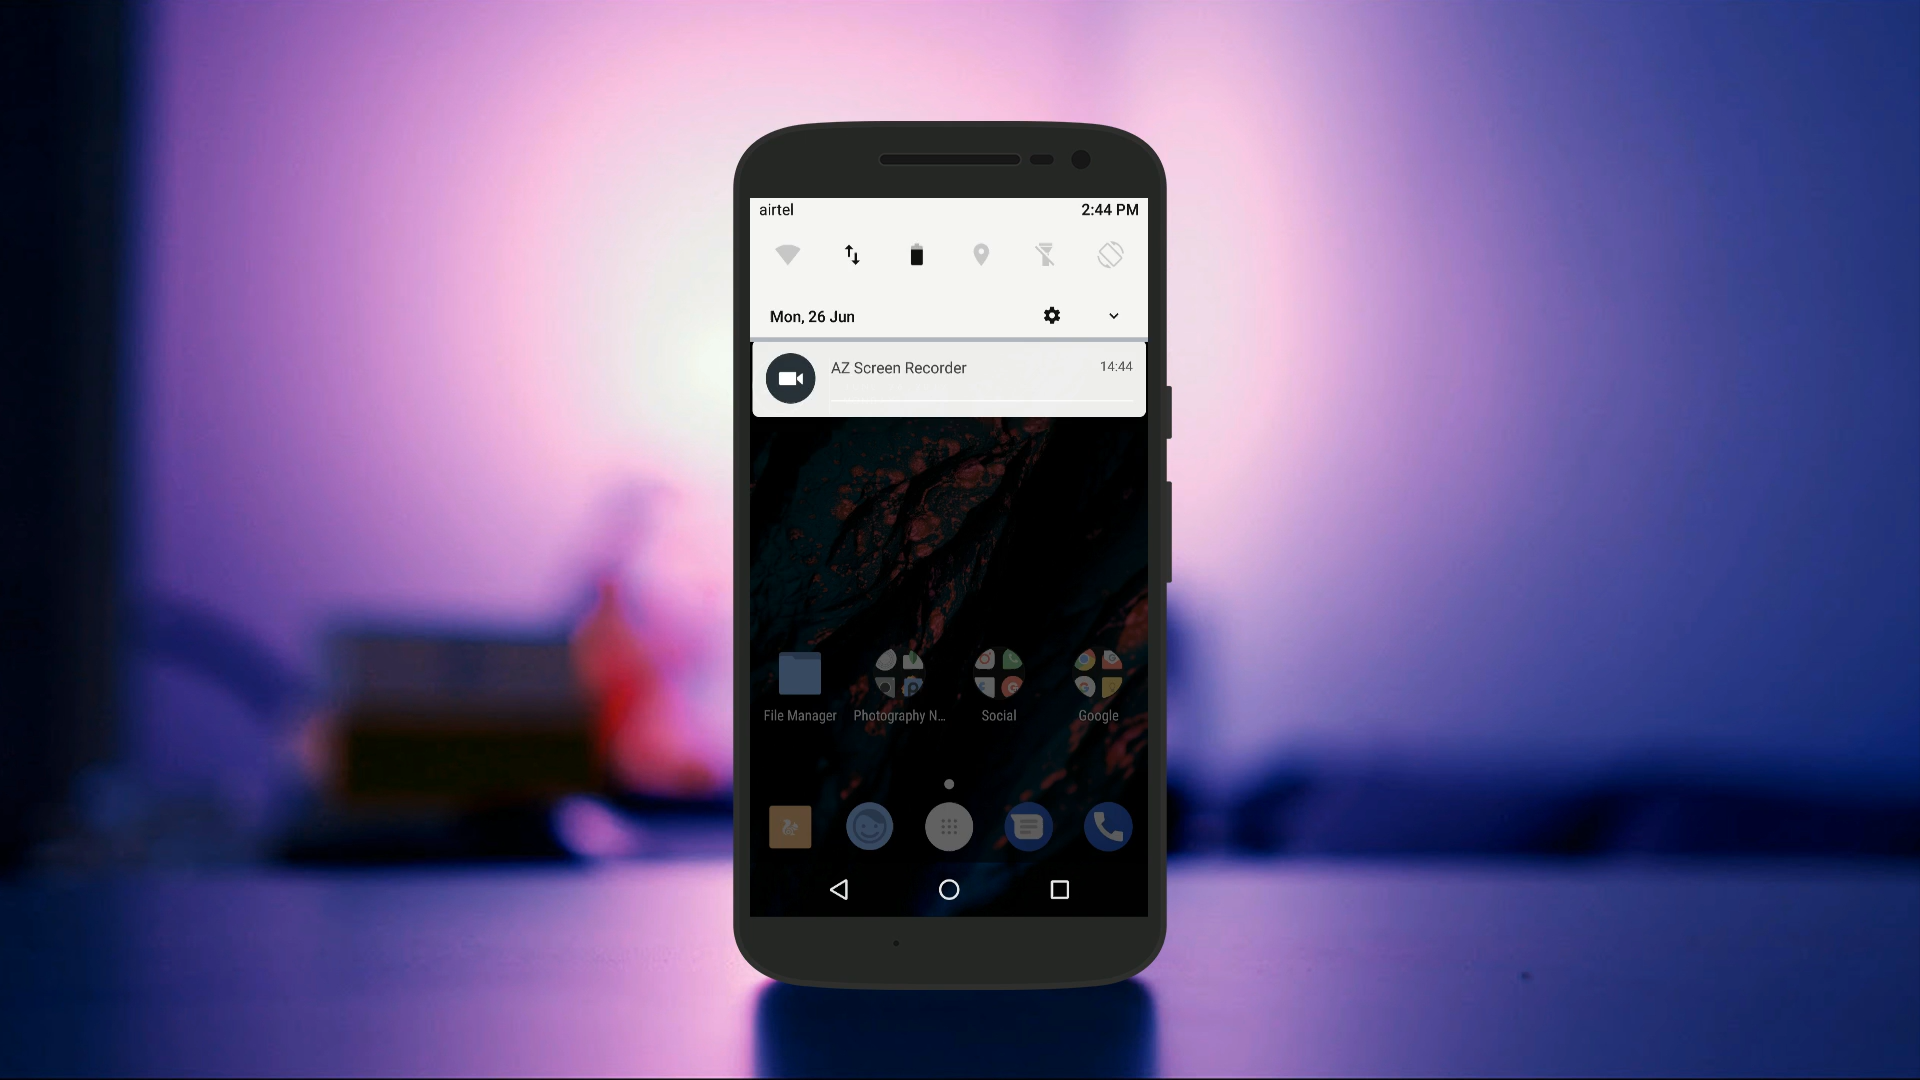 airtel 2:44 PM
Mon, 26 Jun
AZ Screen Recorder 14:44
File Manager Photography N... Social Google